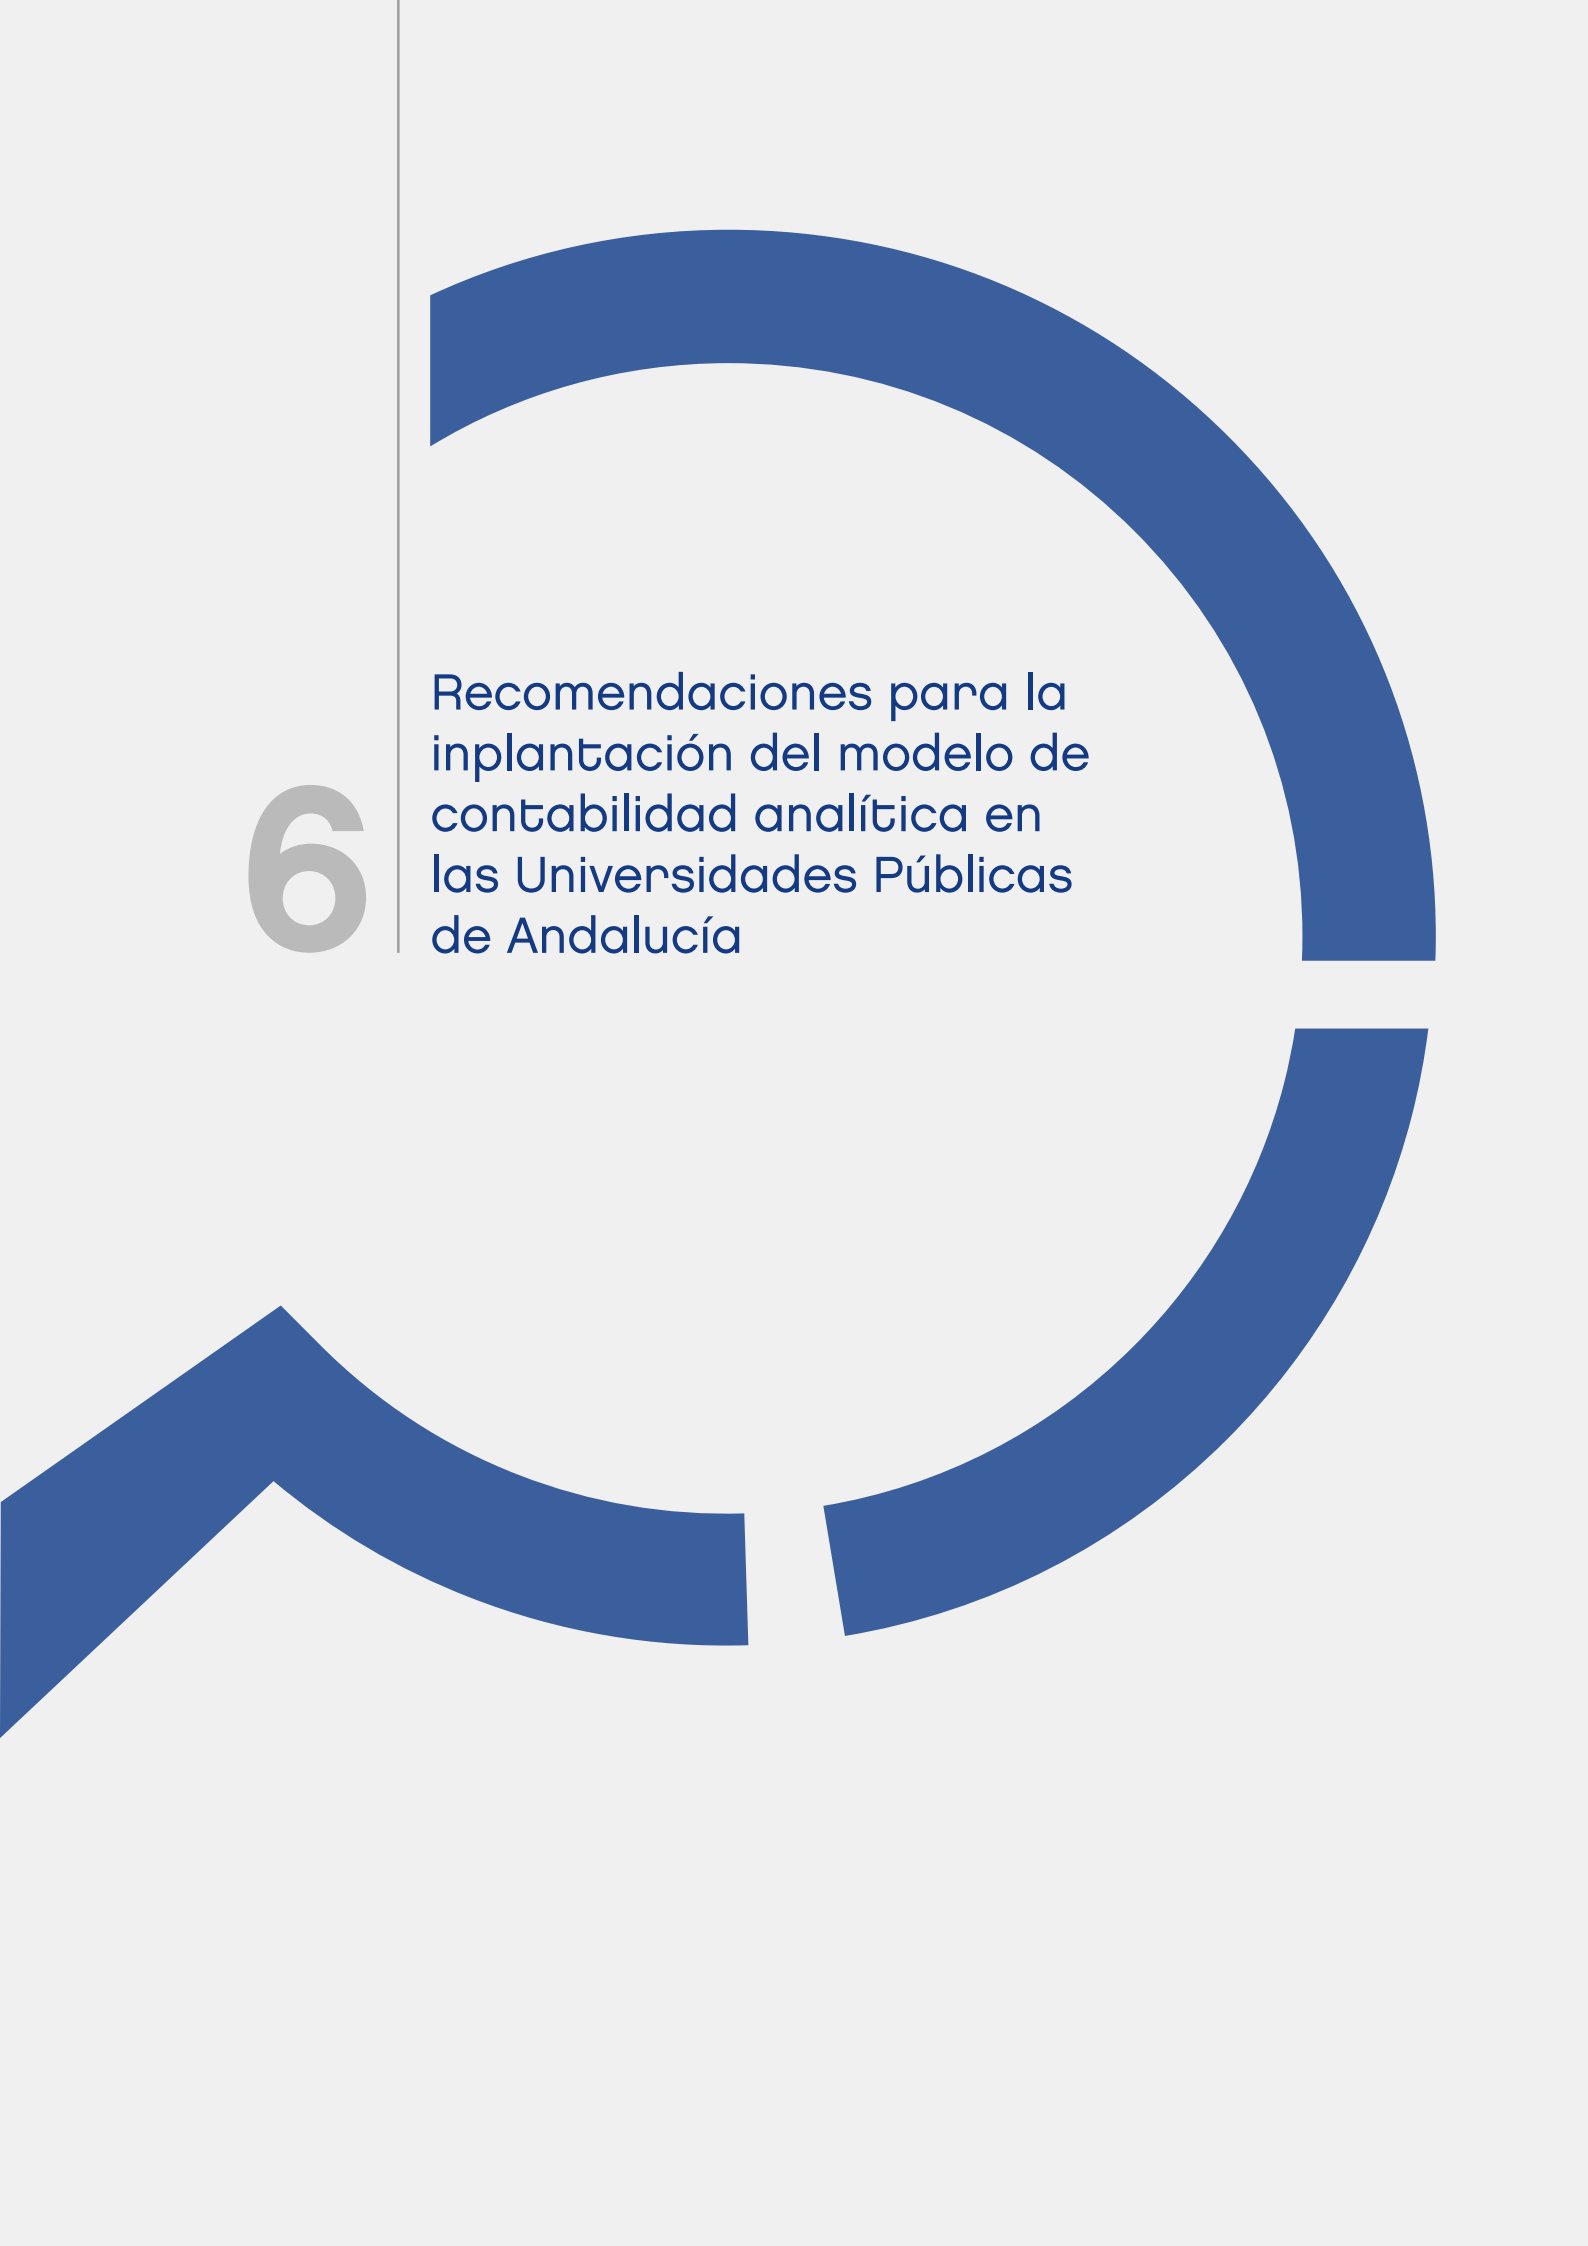 6
Recomendaciones para la
inplantación del modelo de
contabilidad analítica en
las Universidades Públicas
de Andalucía